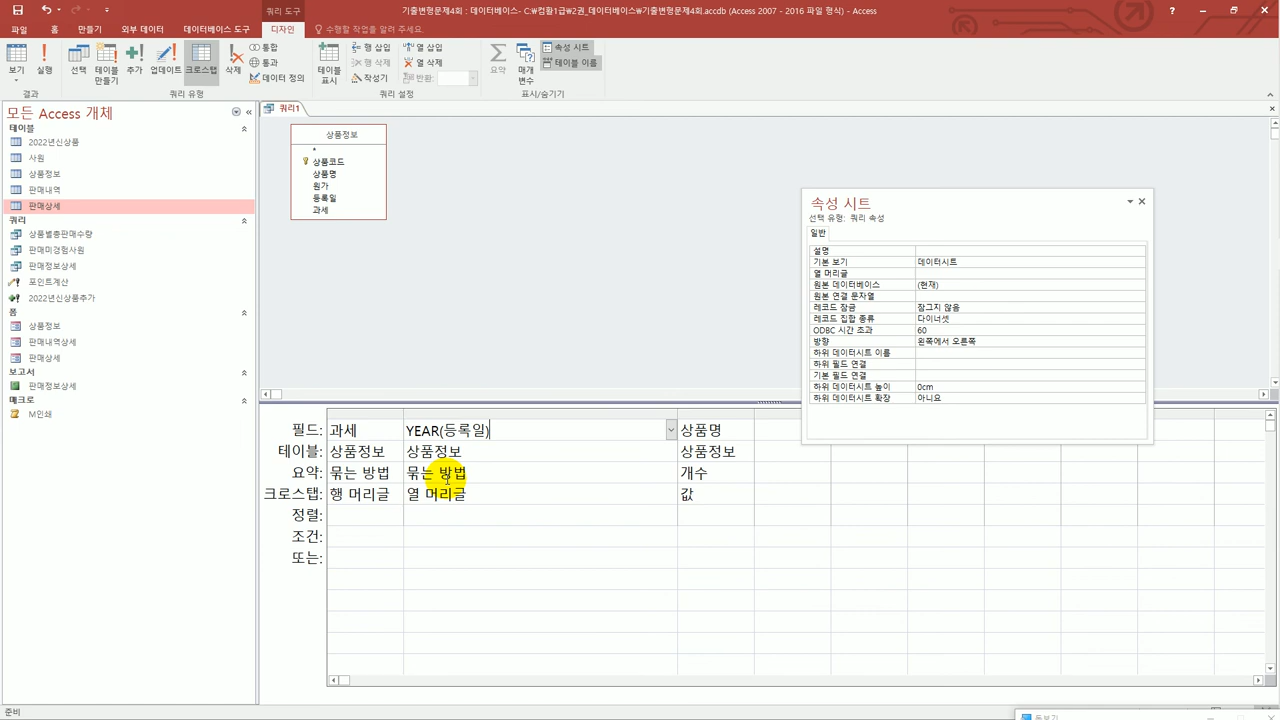 쿼리 도구
기출변형문제4회 : 데이터베이스- C:₩컴활1급₩2권_데이터베이스₩기출변형문제4회.accdb (Access 2007 - 2016 파일 형식) - Access
파일 홈 만들기 외부 데이터 데이터베이스 도구 디자인 수행할 작업을 알려 주세요.
보기 실행 선택 테이블 만들기 추가 업데이트 크로스탭 삭제
통합
통과
데이터 정의
테이블 표시
행 삽입
행 삭제
작성기
열 삽입
열 삭제
반환:
요약 매개 변수
속성 시트
테이블 이름
결과 쿼리 유형 쿼리 설정 표시/숨기기
모든 Access 개체
테이블
2022년신상품
사원
상품정보
판매내역
판매상세
쿼리
상품별총판매수량
판매미경험사원
판매정보상세
포인트계산
2022년신상품추가
폼
상품정보
판매내역상세
판매상세
보고서
판매정보상세
매크로
M인쇄
쿼리1
상품정보
*
상품코드
상품명
원가
등록일
과세
속성 시트
선택 유형: 쿼리 속성
일반
설명
기본 보기 데이터시트
열 머리글
원본 데이터베이스 (현재)
원본 연결 문자열
레코드 잠금 잠그지 않음
레코드 집합 종류 다이너셋
ODBC 시간 초과 60
방향 왼쪽에서 오른쪽
하위 데이터시트 이름
하위 필드 연결
기본 필드 연결
하위 데이터시트 높이 0cm
하위 데이터시트 확장 아니요
필드: 과세 YEAR(등록일) 상품명
테이블: 상품정보 상품정보 상품정보
요약: 묶는 방법 묶는 방법 개수
크로스탭: 행 머리글 열 머리글 값
정렬:
조건:
또는:
준비
돋보기